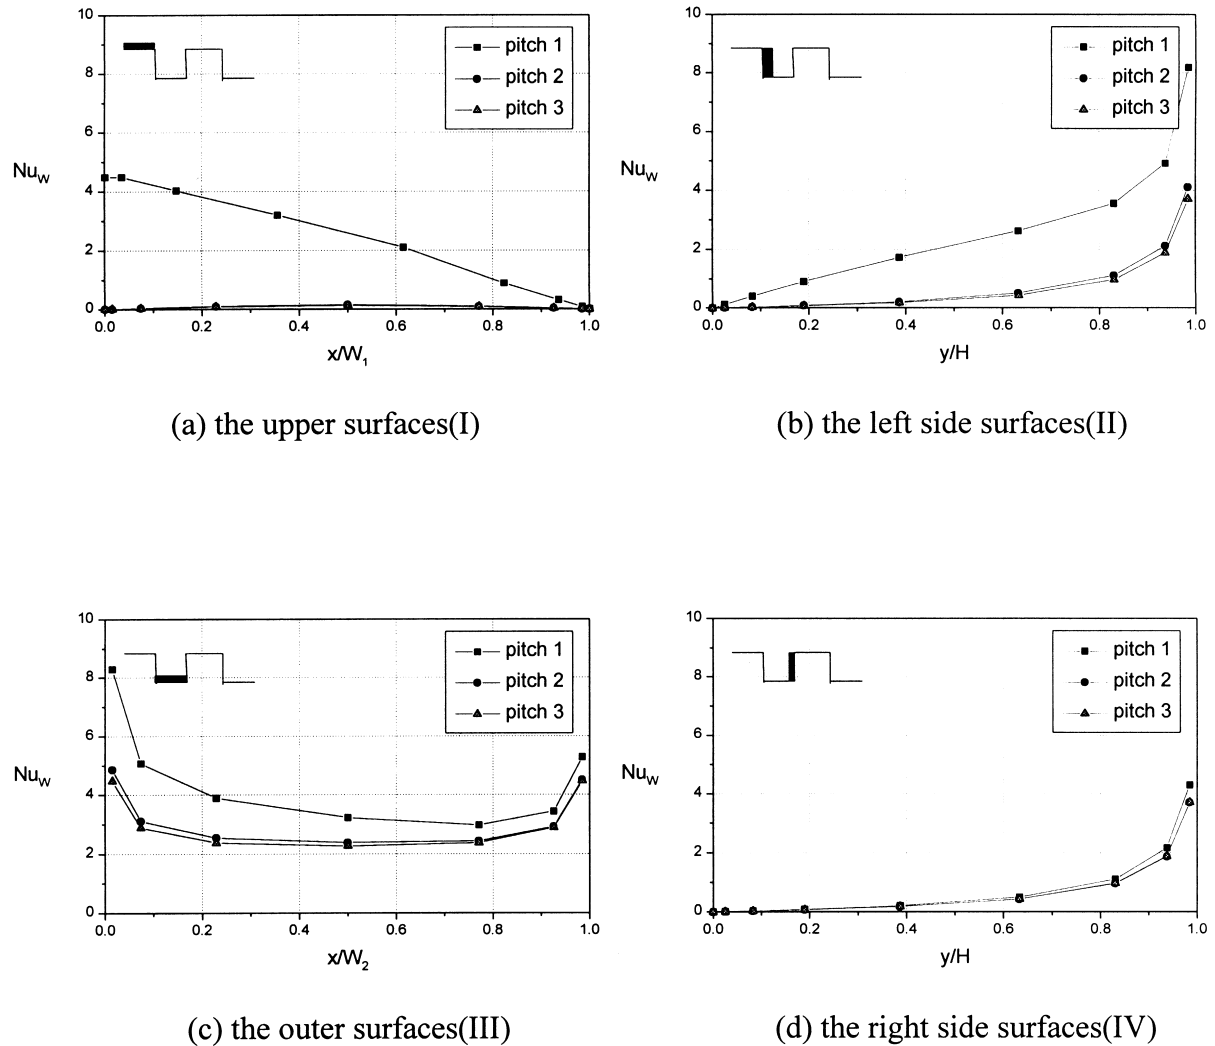 10
8
6
4
2
0
Nu_W
pitch 1
pitch 2
pitch 3
0.0 0.2 0.4 0.6 0.8 1.0
x/W_1
(a) the upper surfaces(I)
10
8
6
4
2
0
Nu_W
pitch 1
pitch 2
pitch 3
0.0 0.2 0.4 0.6 0.8 1.0
y/H
(b) the left side surfaces(II)
10
8
6
4
2
0
Nu_W
pitch 1
pitch 2
pitch 3
0.0 0.2 0.4 0.6 0.8 1.0
x/W_2
(c) the outer surfaces(III)
10
8
6
4
2
0
Nu_W
pitch 1
pitch 2
pitch 3
0.0 0.2 0.4 0.6 0.8 1.0
y/H
(d) the right side surfaces(IV)